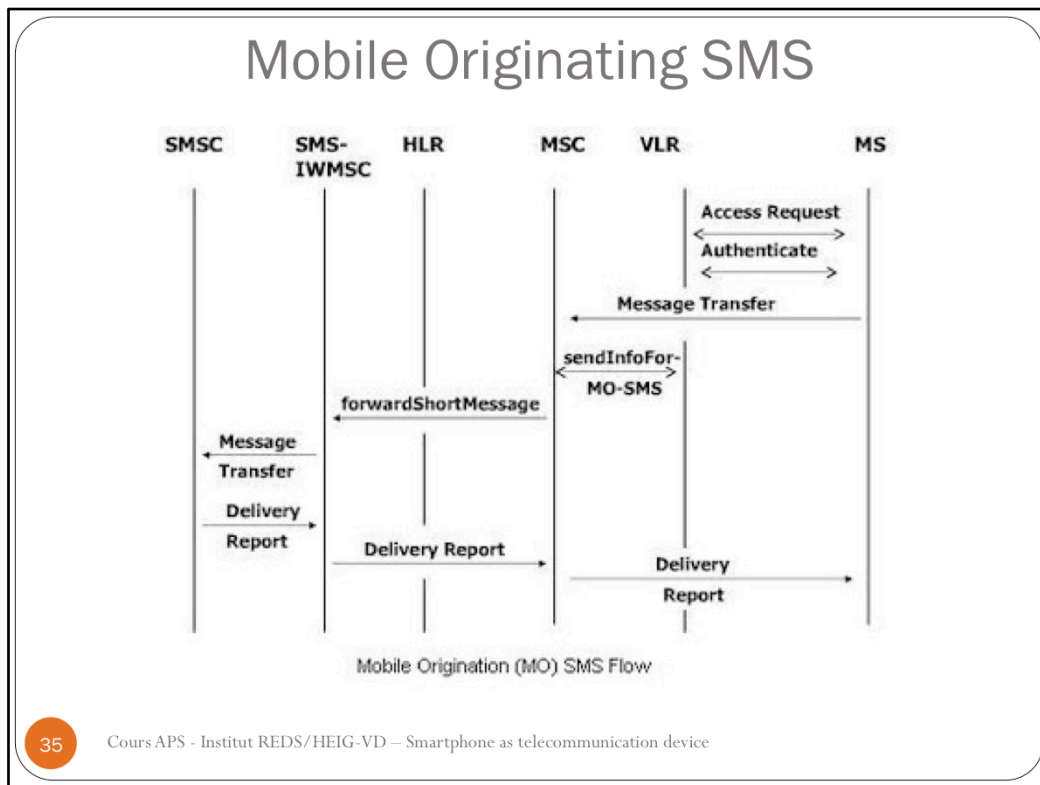 Mobile Originating SMS
SMSC SMS- HLR MSC VLR MS
IWMSC
Access Request
Authenticate
Message Transfer
sendInfoFor-
MO-SMS
forwardShortMessage
Message
Transfer
Delivery
Report
Delivery Report
Delivery
Report
Mobile Origination (MO) SMS Flow
35 Cours APS - Institut REDS/HEIG-VD – Smartphone as telecommunication device